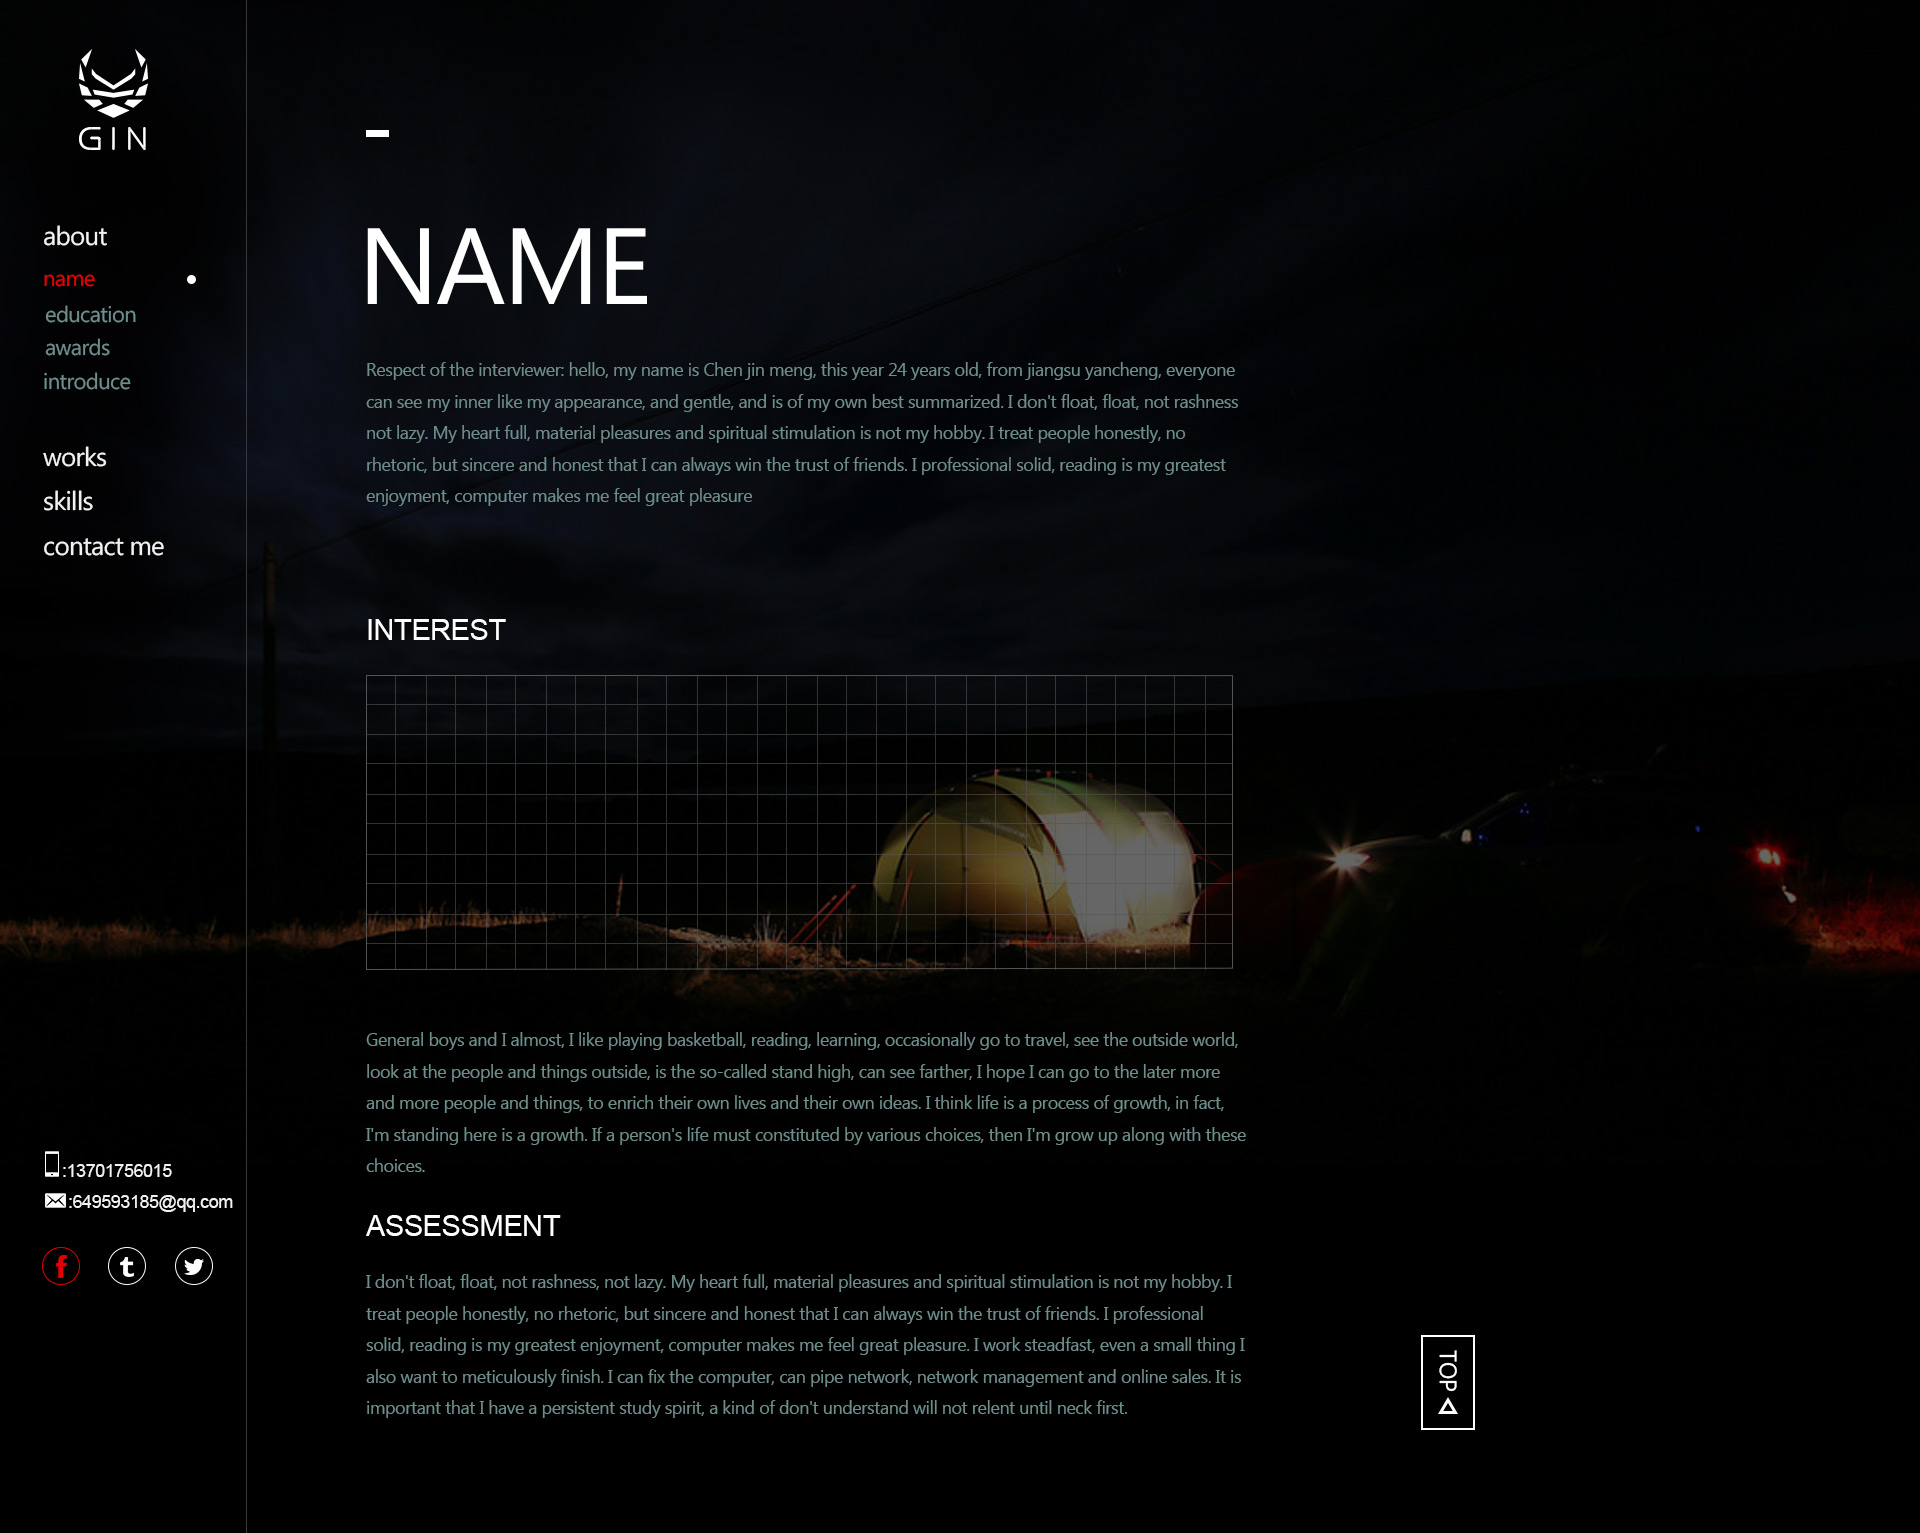 GIN
about
name
education
awards
introduce
works
skills
contact me
:13701756015
:649593185@qq.com
NAME
Respect of the interviewer: hello, my name is Chen jin meng, this year 24 years old, from jiangsu yancheng, everyone
can see my inner like my appearance, and gentle, and is of my own best summarized. I don't float, float, not rashness
not lazy. My heart full, material pleasures and spiritual stimulation is not my hobby. I treat people honestly, no
rhetoric, but sincere and honest that I can always win the trust of friends. I professional solid, reading is my greatest
enjoyment, computer makes me feel great pleasure
INTEREST
General boys and I almost, I like playing basketball, reading, learning, occasionally go to travel, see the outside world,
look at the people and things outside, is the so-called stand high, can see farther, I hope I can go to the later more
and more people and things, to enrich their own lives and their own ideas. I think life is a process of growth, in fact,
I'm standing here is a growth. If a person's life must constituted by various choices, then I'm grow up along with these
choices.
ASSESSMENT
I don't float, float, not rashness, not lazy. My heart full, material pleasures and spiritual stimulation is not my hobby. I
treat people honestly, no rhetoric, but sincere and honest that I can always win the trust of friends. I professional
solid, reading is my greatest enjoyment, computer makes me feel great pleasure. I work steadfast, even a small thing I
also want to meticulously finish. I can fix the computer, can pipe network, network management and online sales. It is
important that I have a persistent study spirit, a kind of don't understand will not relent until neck first.
TOP